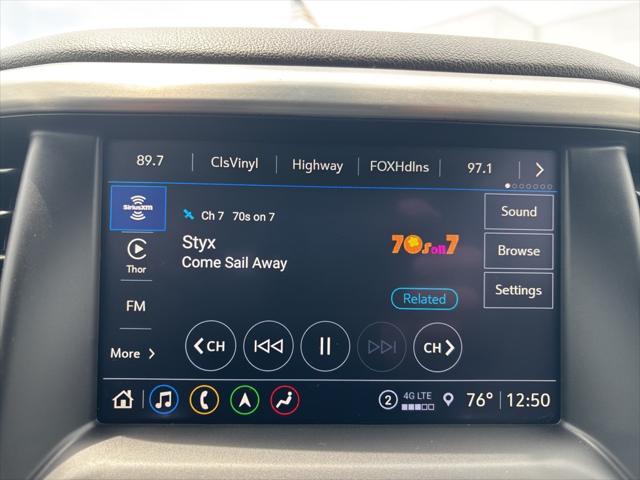 89.7 ClsVinyl Highway FOXHdlns 97.1
SiriusXM
Ch 7 70s on 7
Styx
Come Sail Away
70s on 7
Sound
Browse
Settings
Thor
FM
Related
More
CH
CH
2 4G LTE 76° 12:50